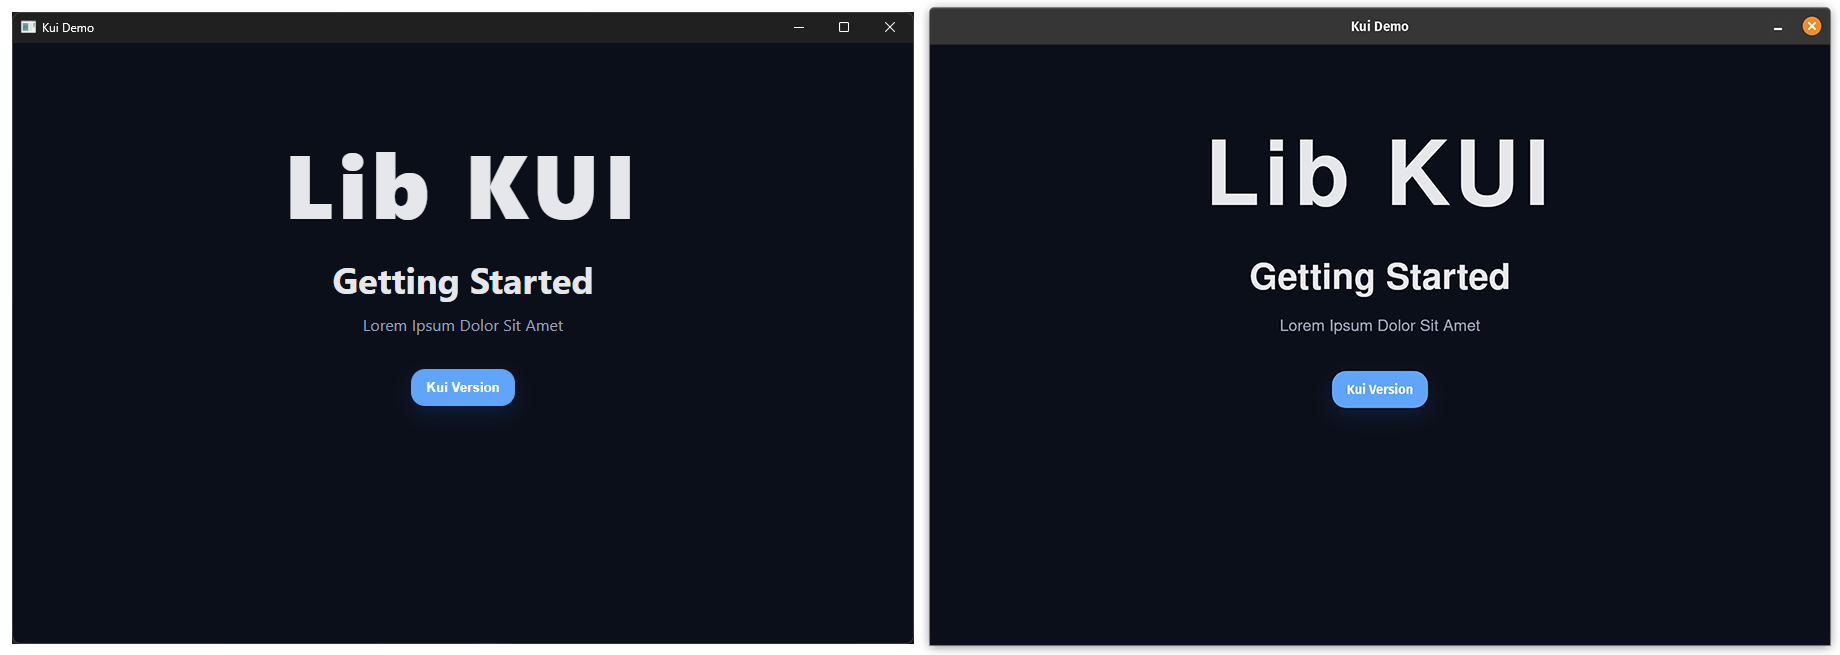 Kui Demo
Lib KUI
Getting Started
Lorem Ipsum Dolor Sit Amet
Kui Version
Kui Demo
Lib KUI
Getting Started
Lorem Ipsum Dolor Sit Amet
Kui Version